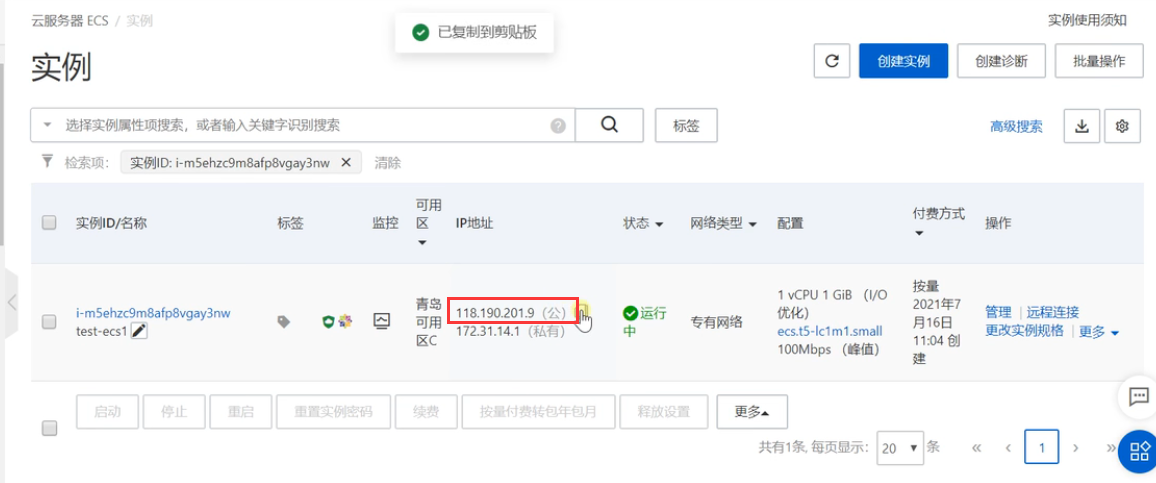 云服务器 ECS / 实例
已复制到剪贴板
实例使用须知
实例
创建实例
创建诊断
批量操作
选择实例属性项搜索，或者输入关键字识别搜索
标签
高级搜索
检索项：
实例ID: i-m5ehzc9m8afp8vgay3nw
清除
实例ID/名称
标签
监控
可用
区
IP地址
状态
网络类型
配置
付费方式
操作
i-m5ehzc9m8afp8vgay3nw
test-ecs1
青岛
可用
区C
118.190.201.9（公）
172.31.14.1（私有）
运行
中
专有网络
1 vCPU 1 GiB （I/O
优化）
ecs.t5-lc1m1.small
100Mbps （峰值）
按量
2021年7
月16日
11:04 创
建
管理 | 远程连接
更改实例规格 | 更多
启动
停止
重启
重置实例密码
续费
按量付费转包年包月
释放设置
更多
共有1条, 每页显示：
20
条
«
‹
1
›
»